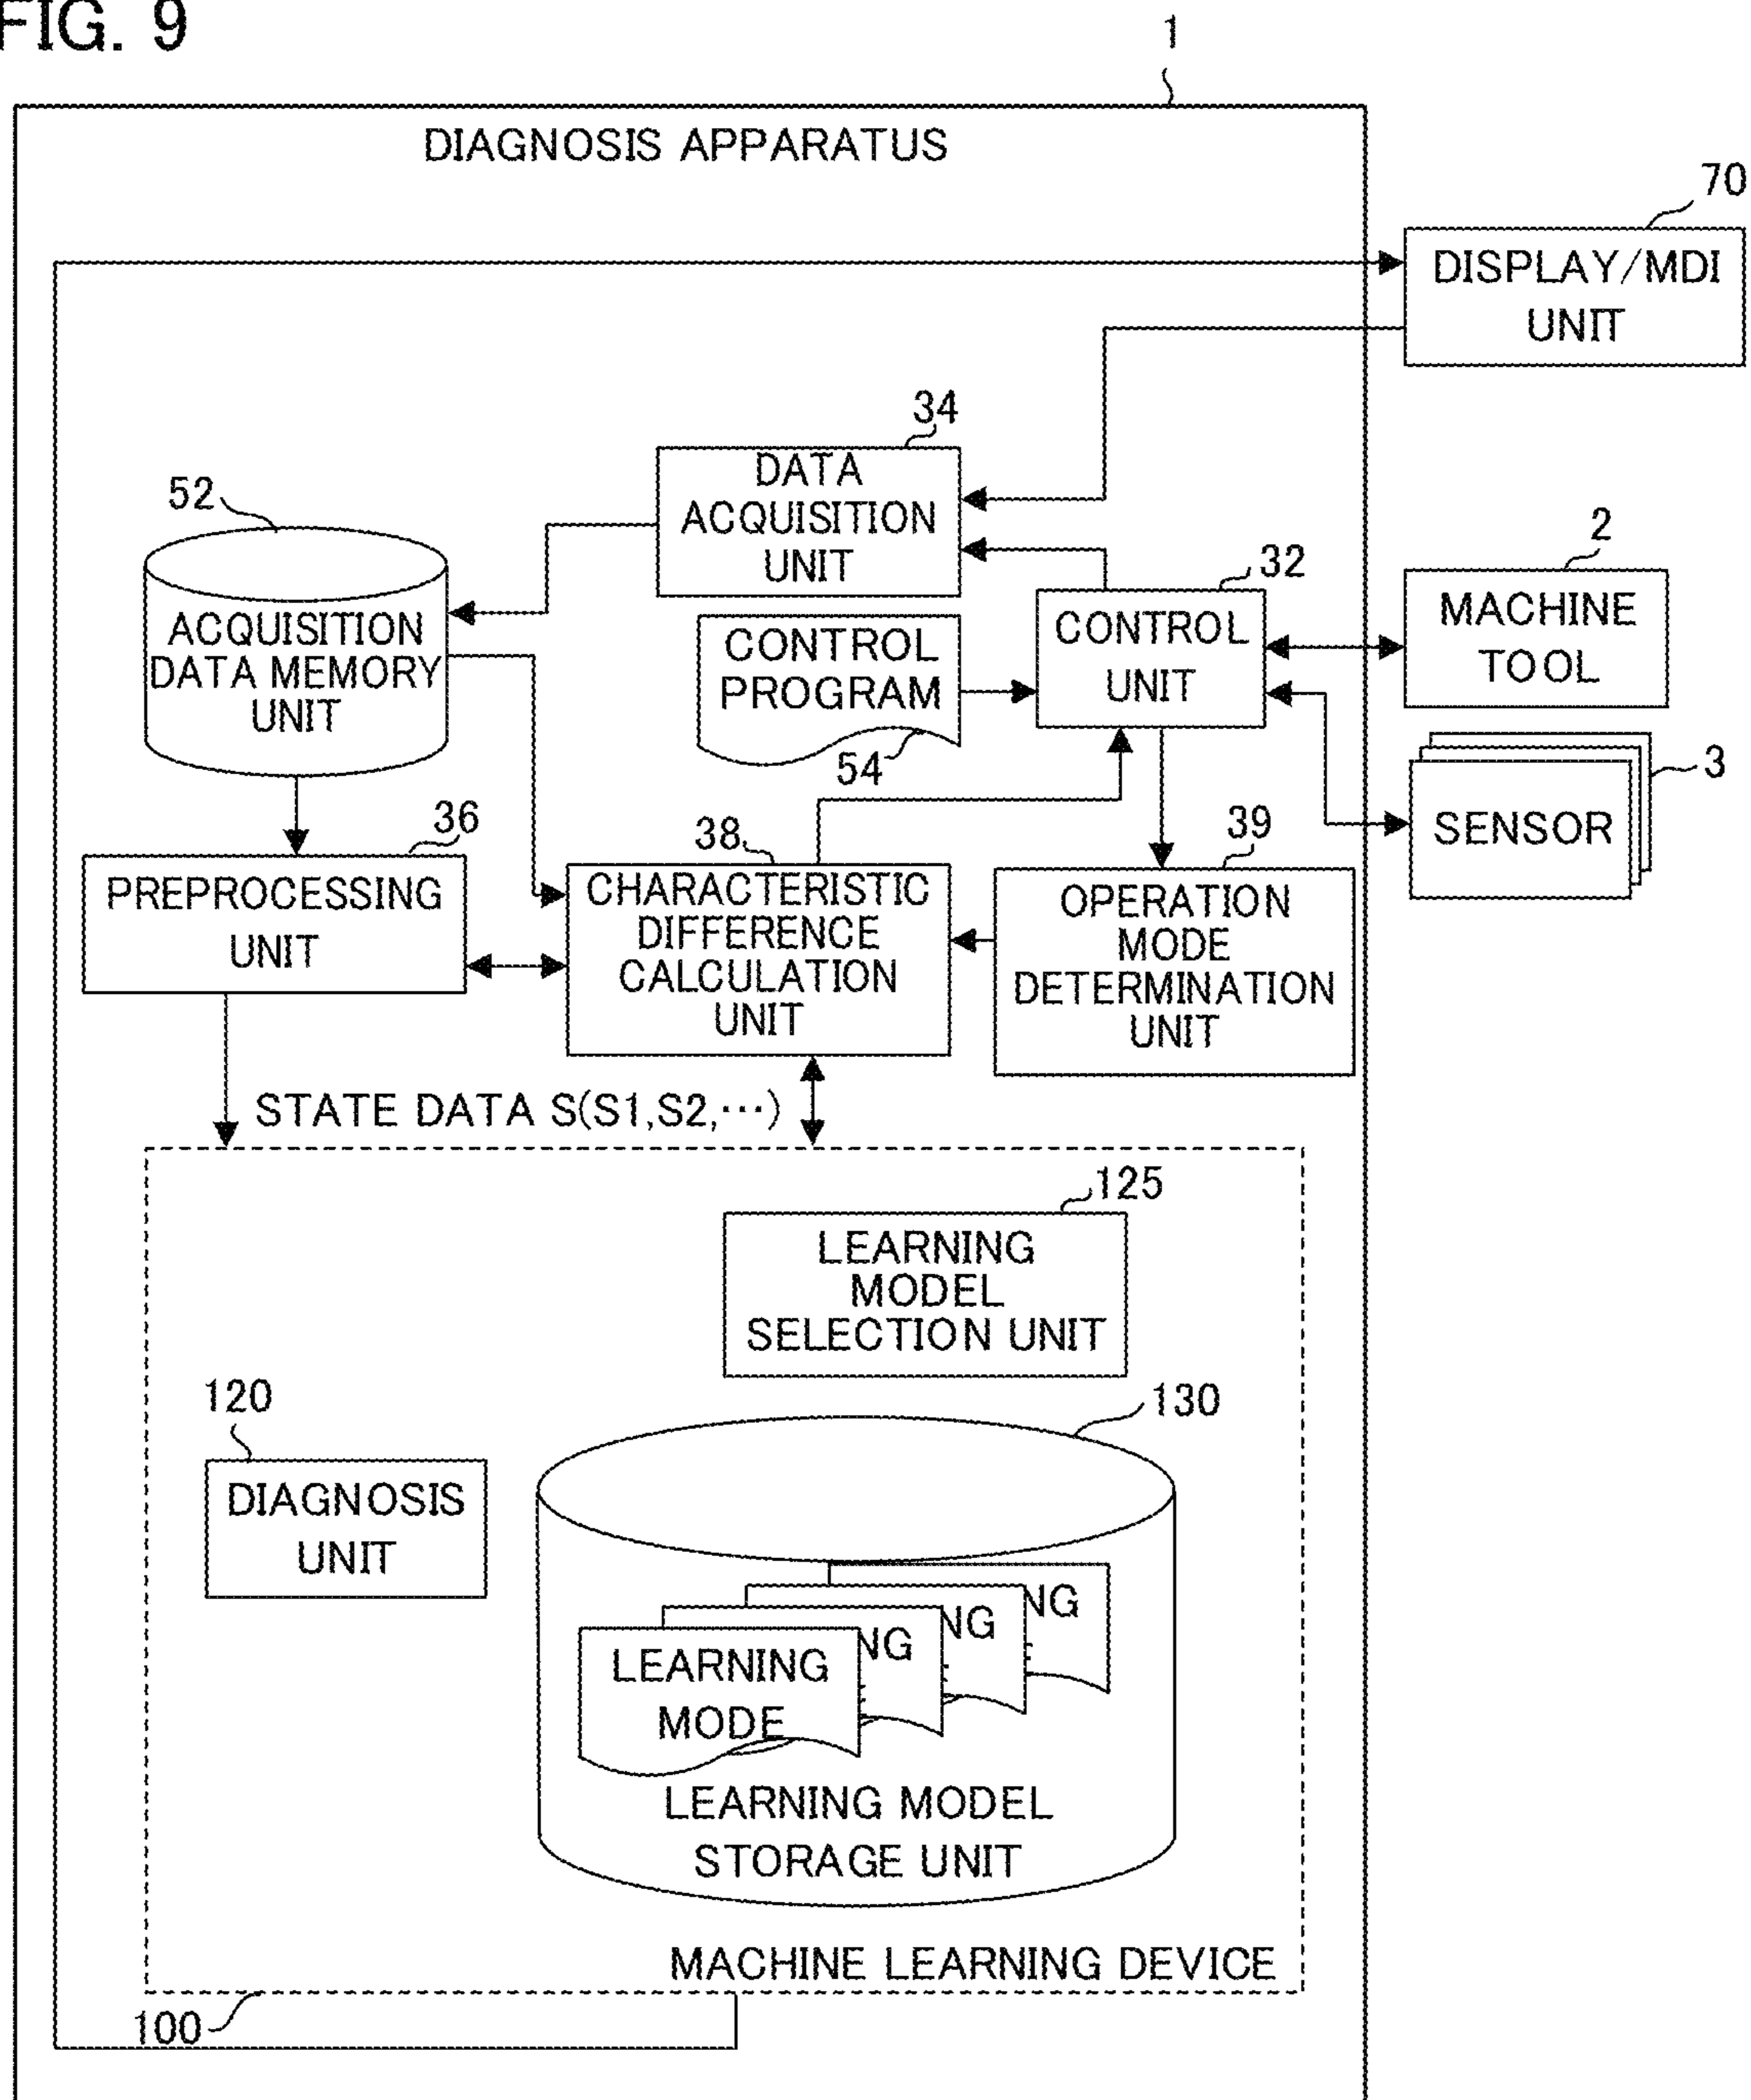 FIG. 9
1
DIAGNOSIS APPARATUS
70
DISPLAY/MDI
UNIT
34
DATA
ACQUISITION
UNIT
52
ACQUISITION
DATA MEMORY
UNIT
32
CONTROL
UNIT
2
MACHINE
TOOL
CONTROL
PROGRAM
54
3
SENSOR
36
PREPROCESSING
UNIT
38
CHARACTERISTIC
DIFFERENCE
CALCULATION
UNIT
39
OPERATION
MODE
DETERMINATION
UNIT
STATE DATA S(S1,S2,⋯)
125
LEARNING
MODEL
SELECTION UNIT
120
DIAGNOSIS
UNIT
130
NG
NG
NG
LEARNING
MODE
LEARNING MODEL
STORAGE UNIT
MACHINE LEARNING DEVICE
100